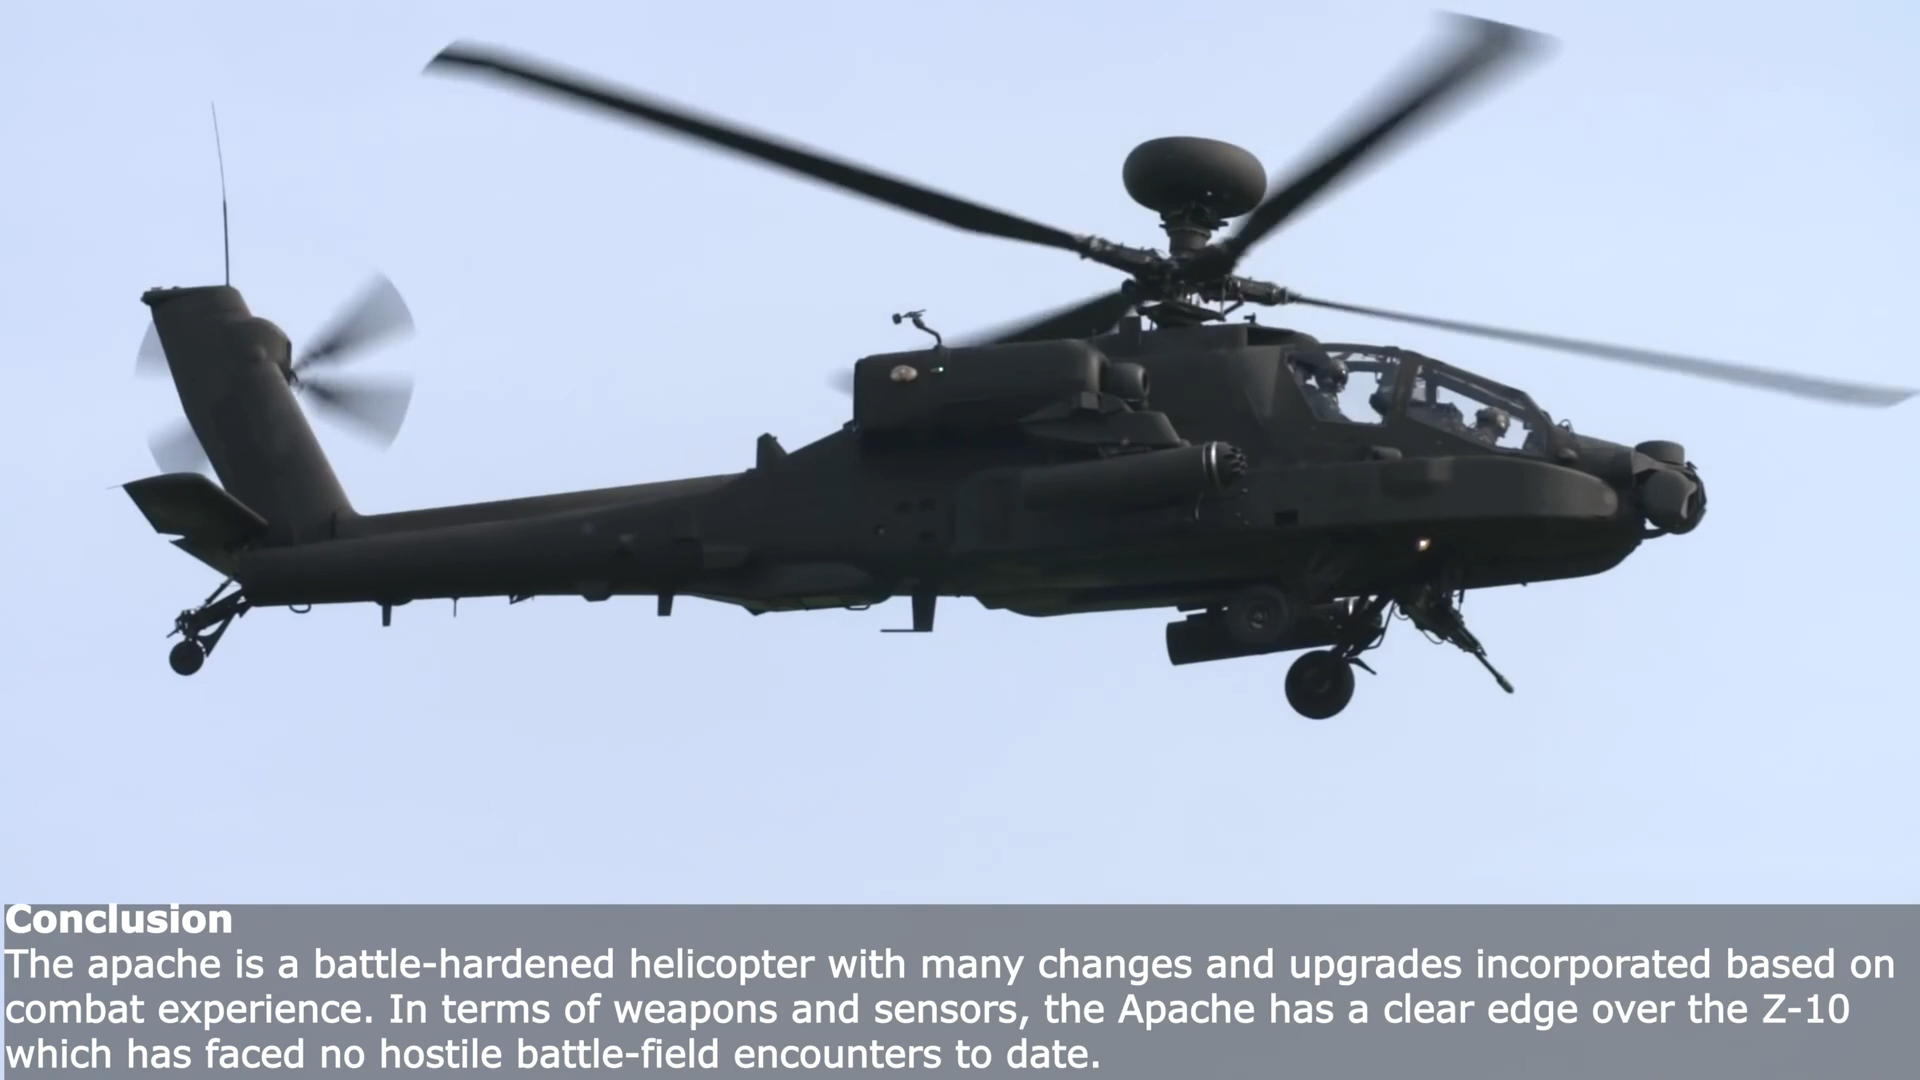 Conclusion
The apache is a battle-hardened helicopter with many changes and upgrades incorporated based on
combat experience. In terms of weapons and sensors, the Apache has a clear edge over the Z-10
which has faced no hostile battle-field encounters to date.